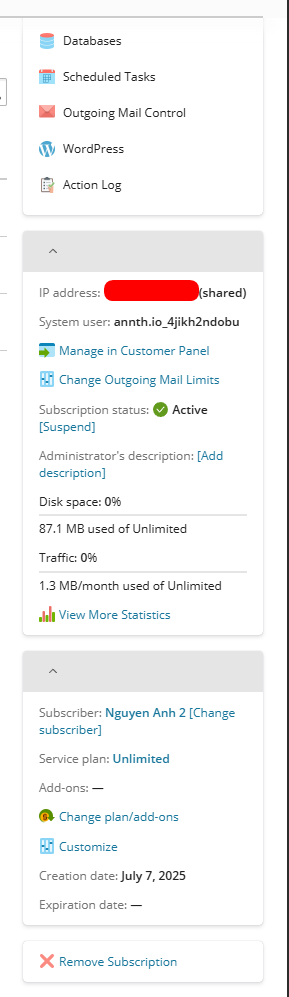 Databases
Scheduled Tasks
Outgoing Mail Control
WordPress
Action Log
IP address: (shared)
System user: annth.io_4jikh2ndobu
Manage in Customer Panel
Change Outgoing Mail Limits
Subscription status: Active
[Suspend]
Administrator's description: [Add
description]
Disk space: 0%
87.1 MB used of Unlimited
Traffic: 0%
1.3 MB/month used of Unlimited
View More Statistics
Subscriber: Nguyen Anh 2 [Change
subscriber]
Service plan: Unlimited
Add-ons: —
Change plan/add-ons
Customize
Creation date: July 7, 2025
Expiration date: —
Remove Subscription